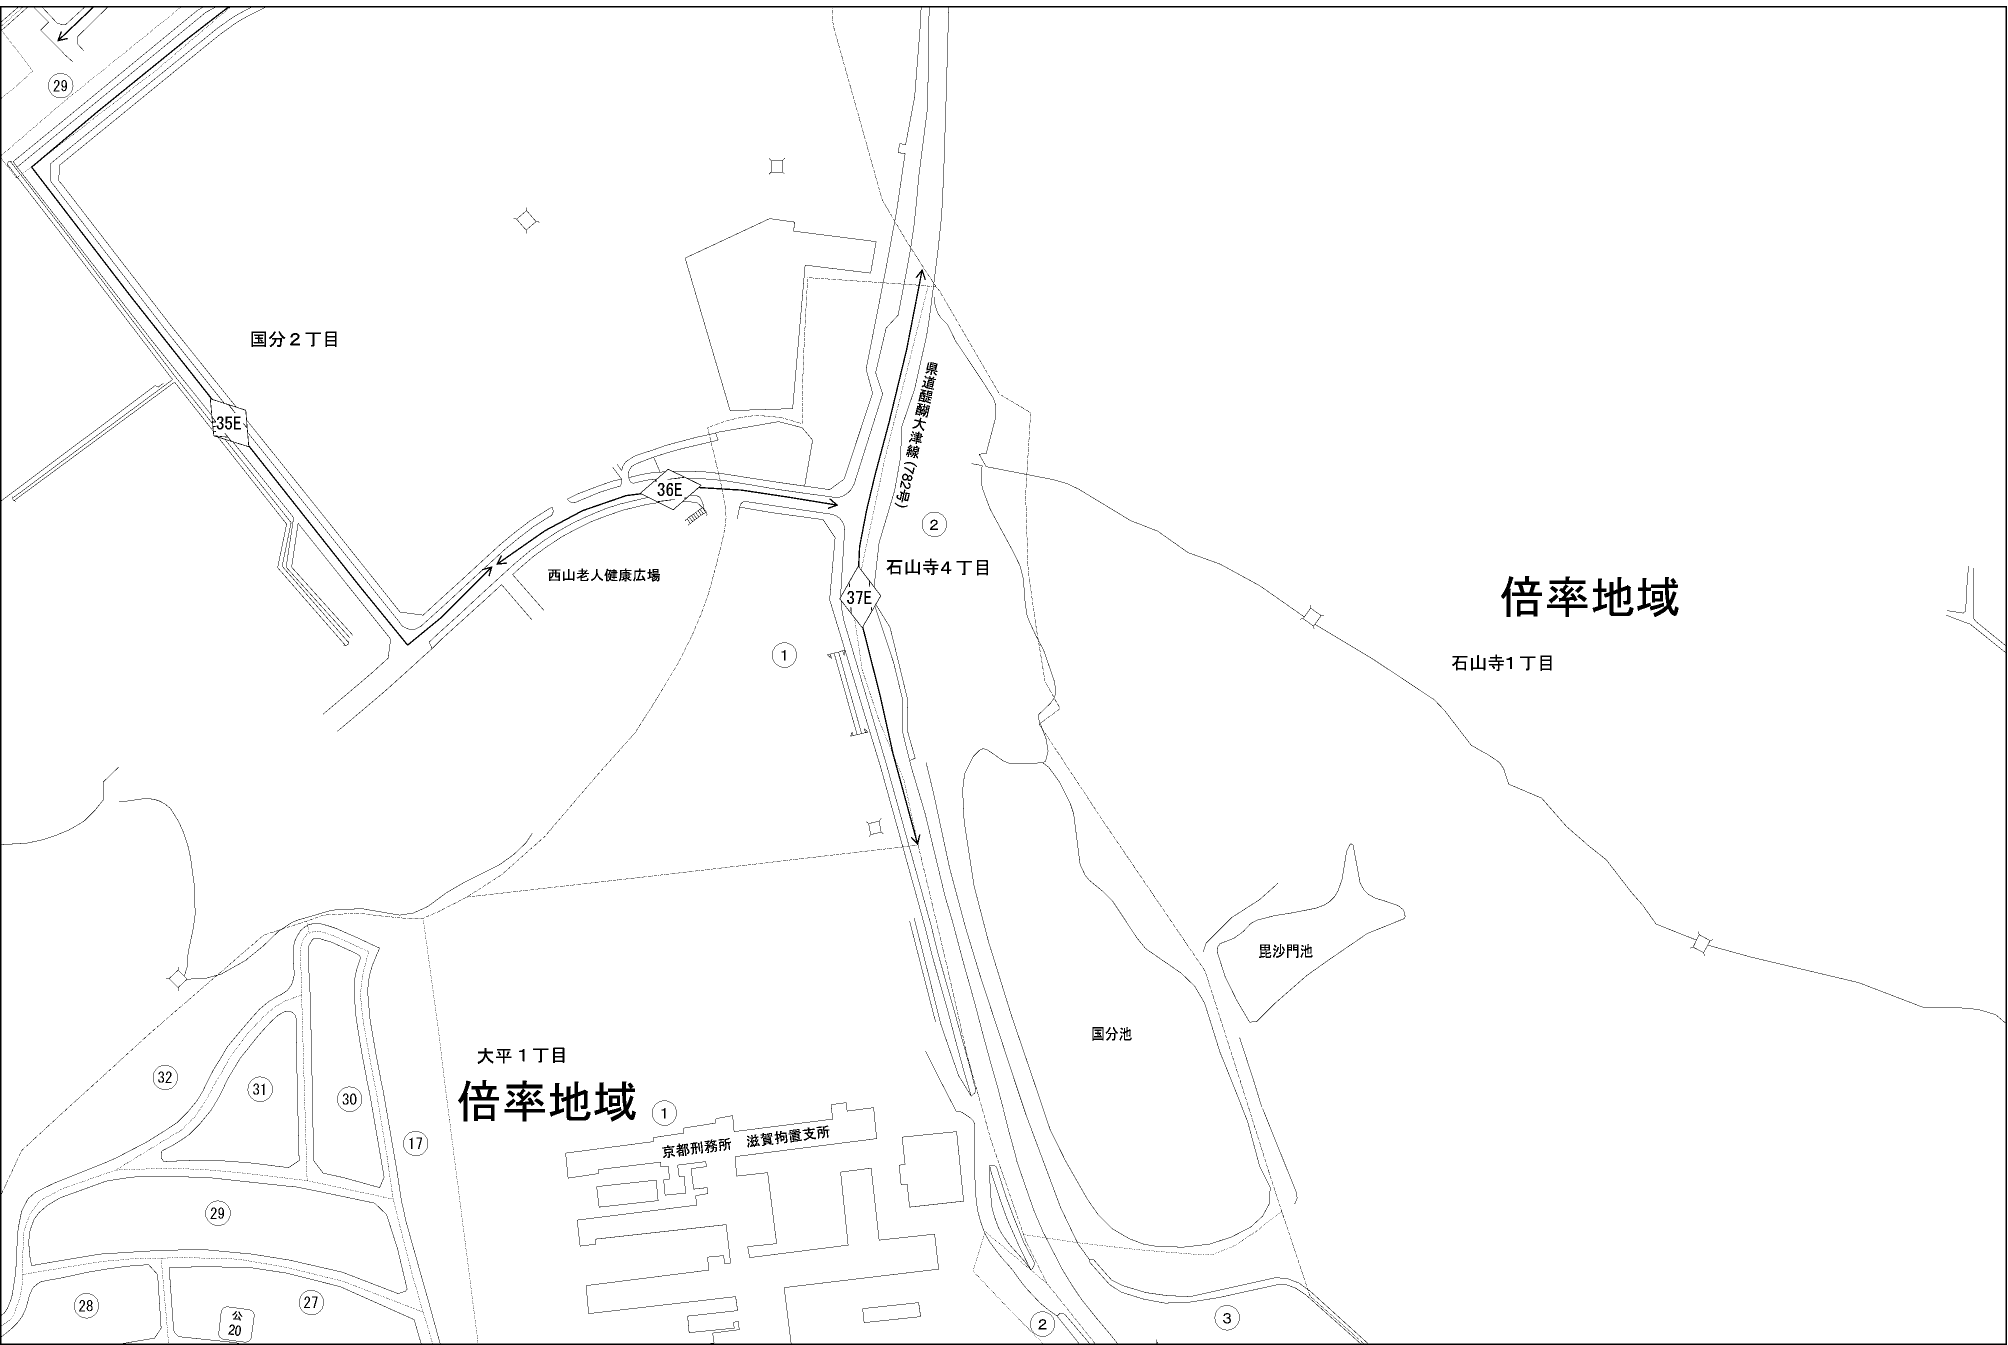 29
国分２丁目
35E
36E
県道醍醐大津線(782号)
2
石山寺４丁目
西山老人健康広場
37E
倍率地域
1
石山寺１丁目
毘沙門池
国分池
大平１丁目
倍率地域
32
31
30
1
17
京都刑務所　滋賀拘置支所
29
28
27
公
20
2
3